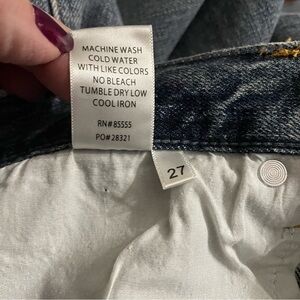 MACHINE WASH
COLD WATER
WITH LIKE COLORS
NO BLEACH
TUMBLE DRY LOW
COOL IRON
RN#85555
PO#28321
27